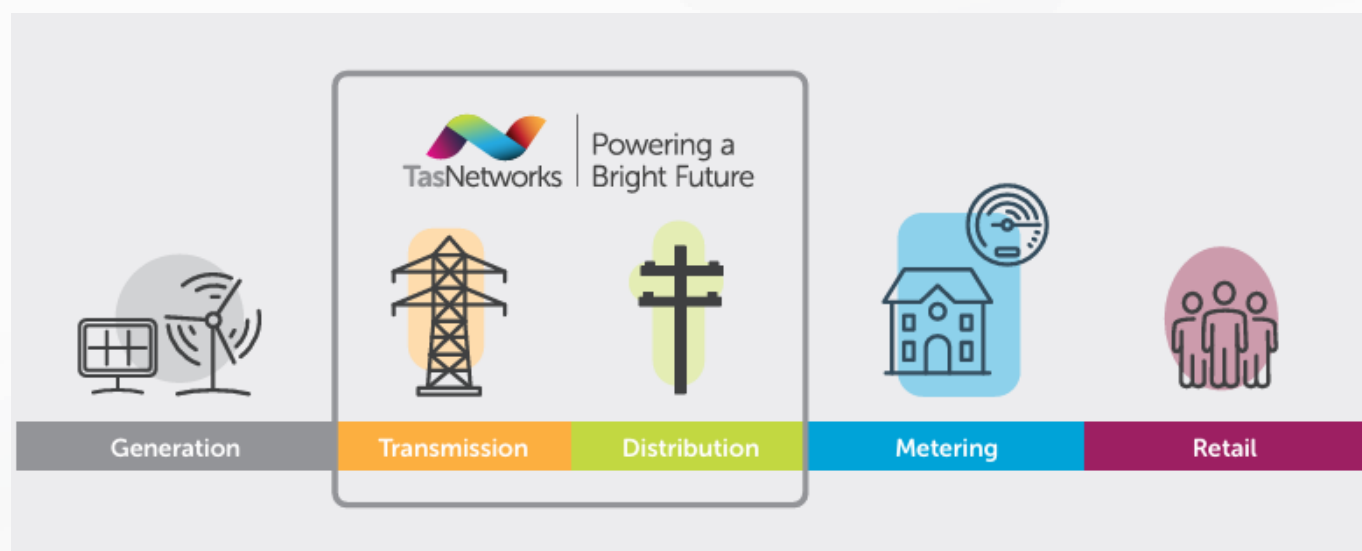 TasNetworks
Powering a
Bright Future
Generation
Transmission
Distribution
Metering
Retail